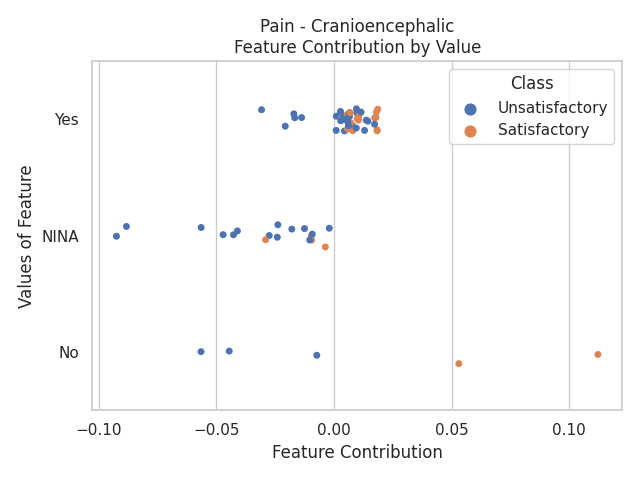 Pain - Cranioencephalic
Feature Contribution by Value
Class
Unsatisfactory
Satisfactory
Values of Feature
Yes
NINA
No
−0.10
−0.05
0.00
0.05
0.10
Feature Contribution